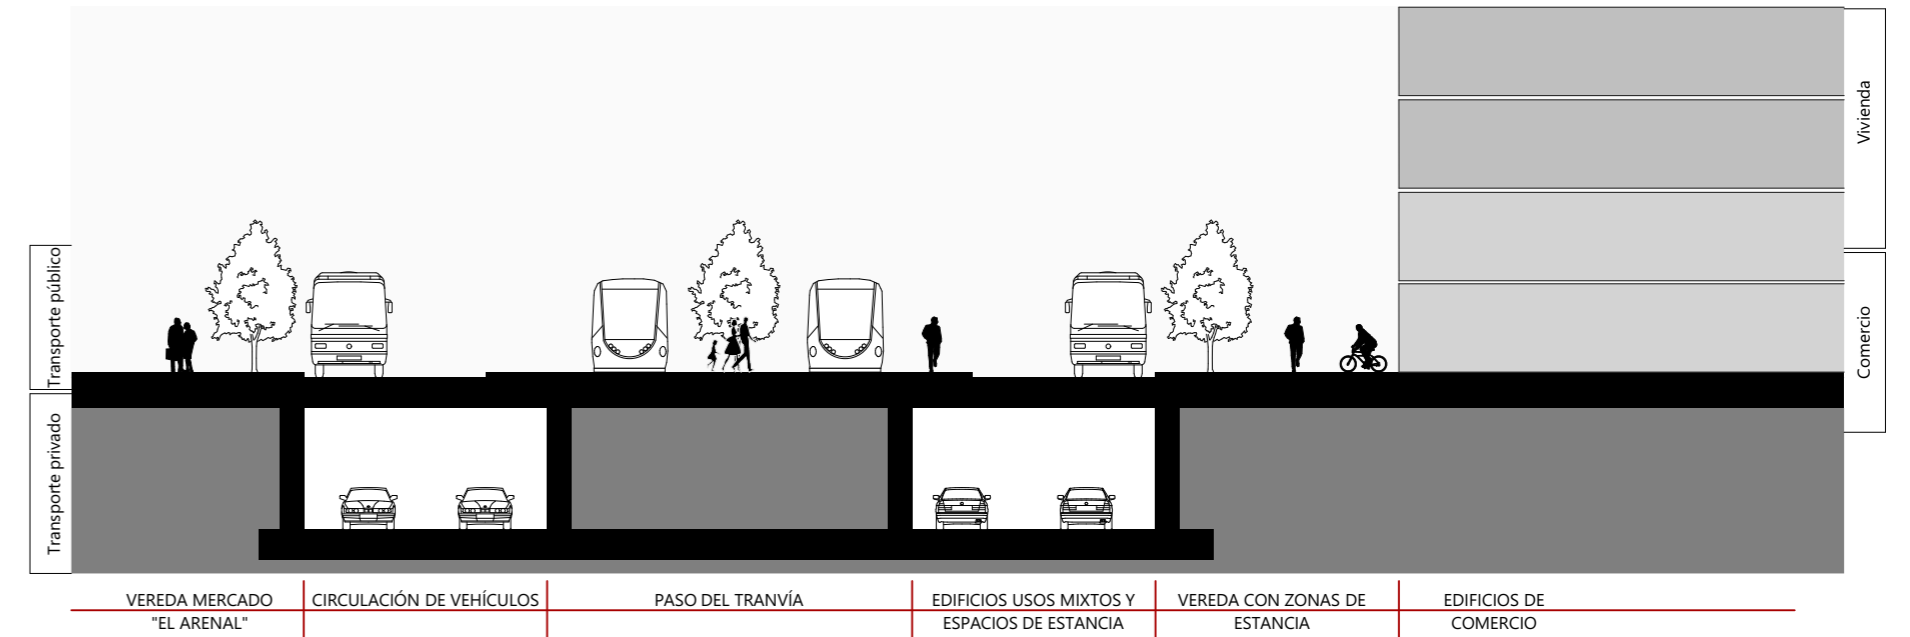 Transporte público
Transporte privado
Vivienda
Comercio
VEREDA MERCADO
"EL ARENAL"
CIRCULACIÓN DE VEHÍCULOS
PASO DEL TRANVÍA
EDIFICIOS USOS MIXTOS Y
ESPACIOS DE ESTANCIA
VEREDA CON ZONAS DE
ESTANCIA
EDIFICIOS DE
COMERCIO